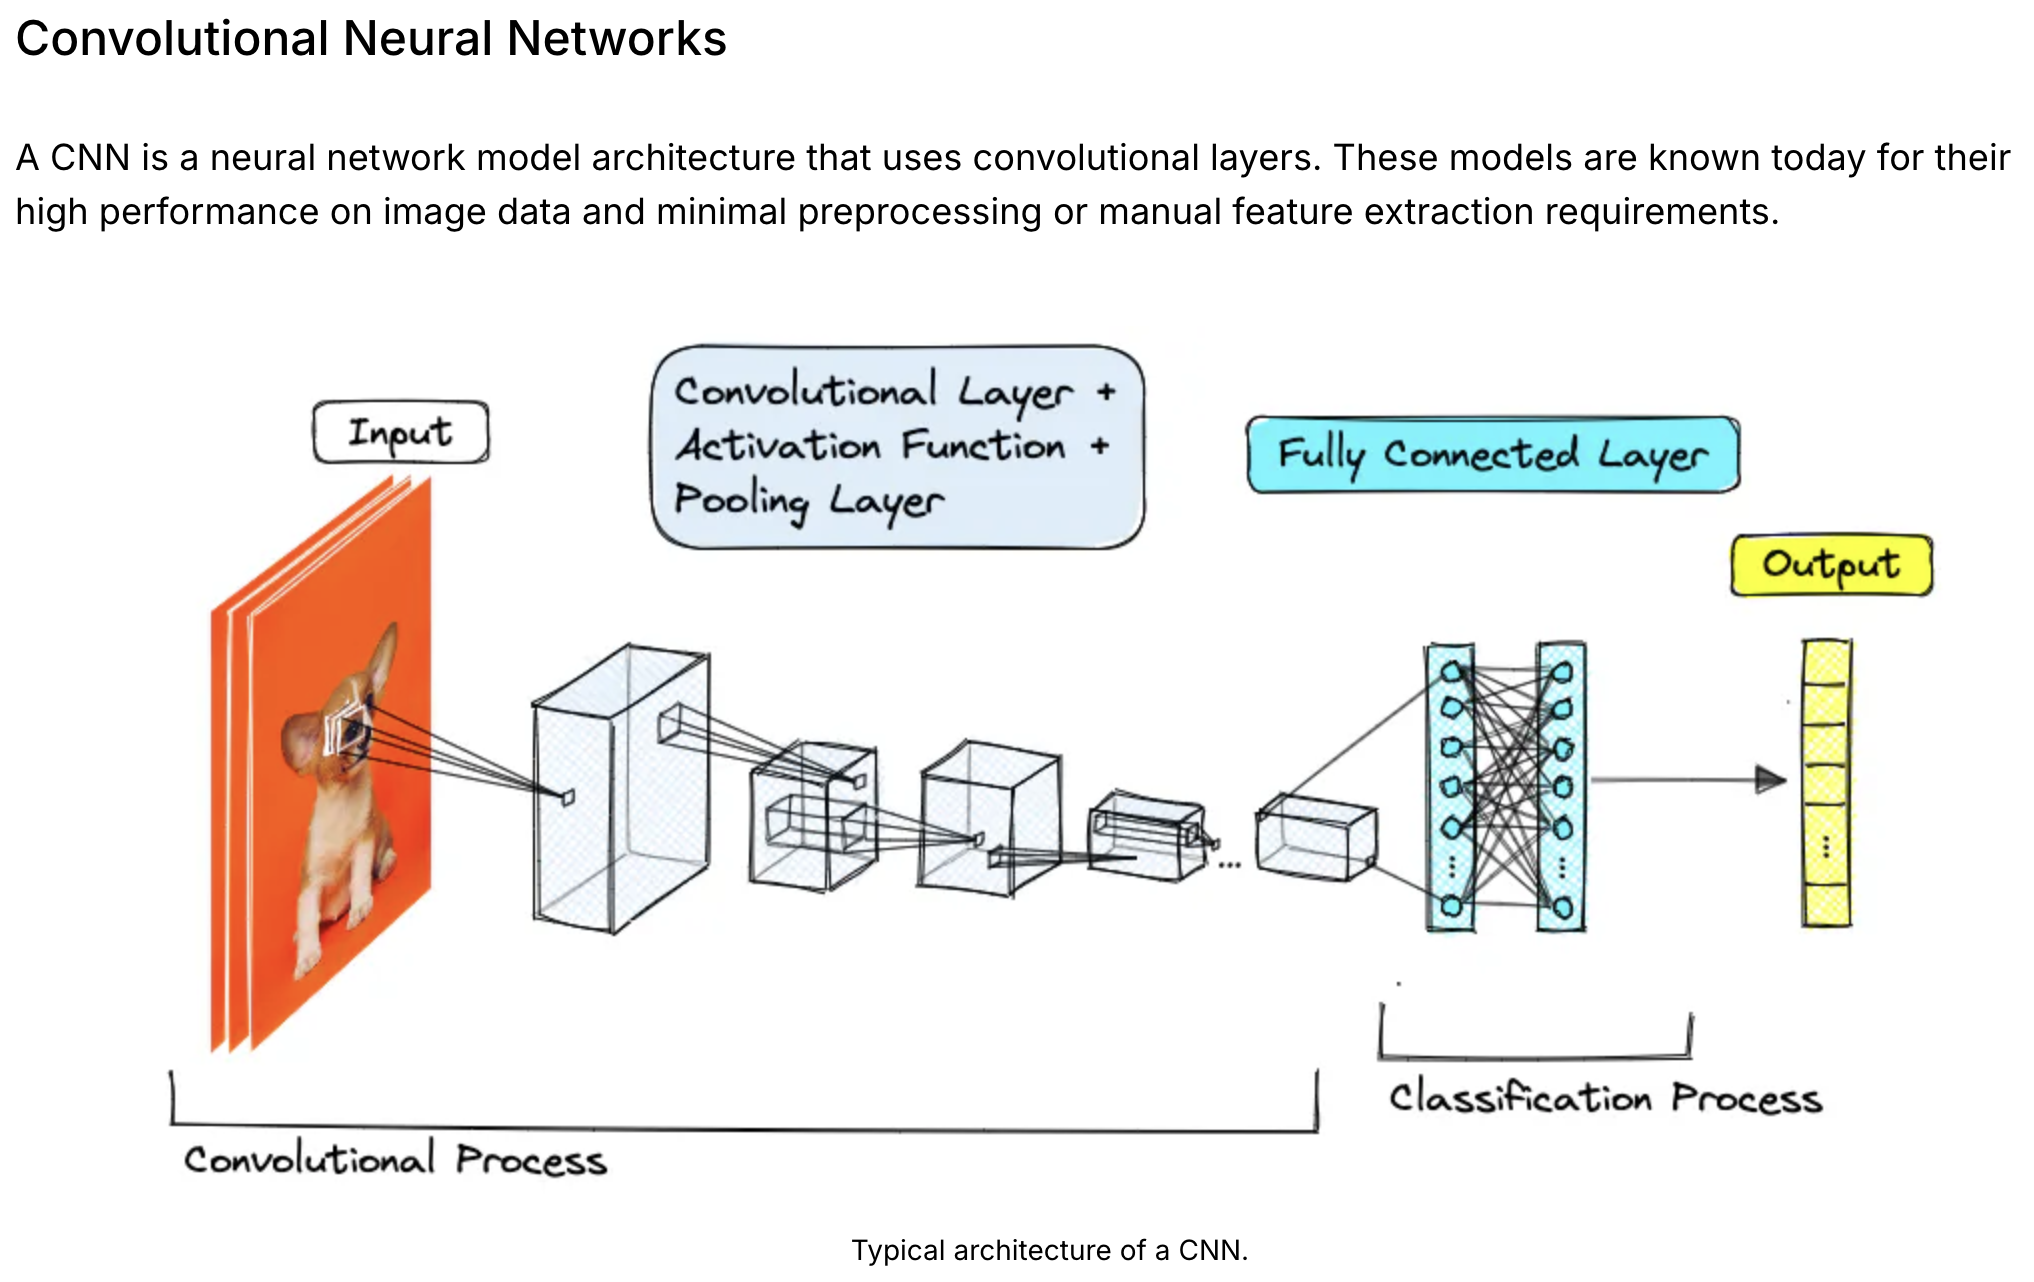 Convolutional Neural Networks
A CNN is a neural network model architecture that uses convolutional layers. These models are known today for their
high performance on image data and minimal preprocessing or manual feature extraction requirements.
Input
Convolutional Layer +
Activation Function +
Pooling Layer
Fully Connected Layer
Output
...
Classification Process
Convolutional Process
Typical architecture of a CNN.